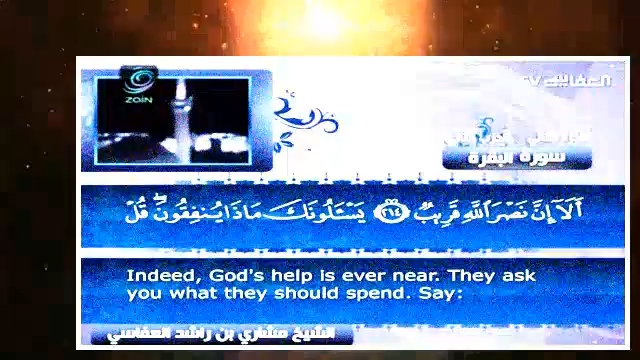 العفاسي TV
ZAIN
سورة البقرة
أَلَآ إِنَّ نَصْرَ ٱللَّهِ قَرِيبٌ ﴿٢١٤﴾ يَسْـَٔلُونَكَ مَاذَا يُنفِقُونَ ۖ قُلْ
Indeed, God's help is ever near. They ask
you what they should spend. Say:
الشيخ مشاري بن راشد العفاسي